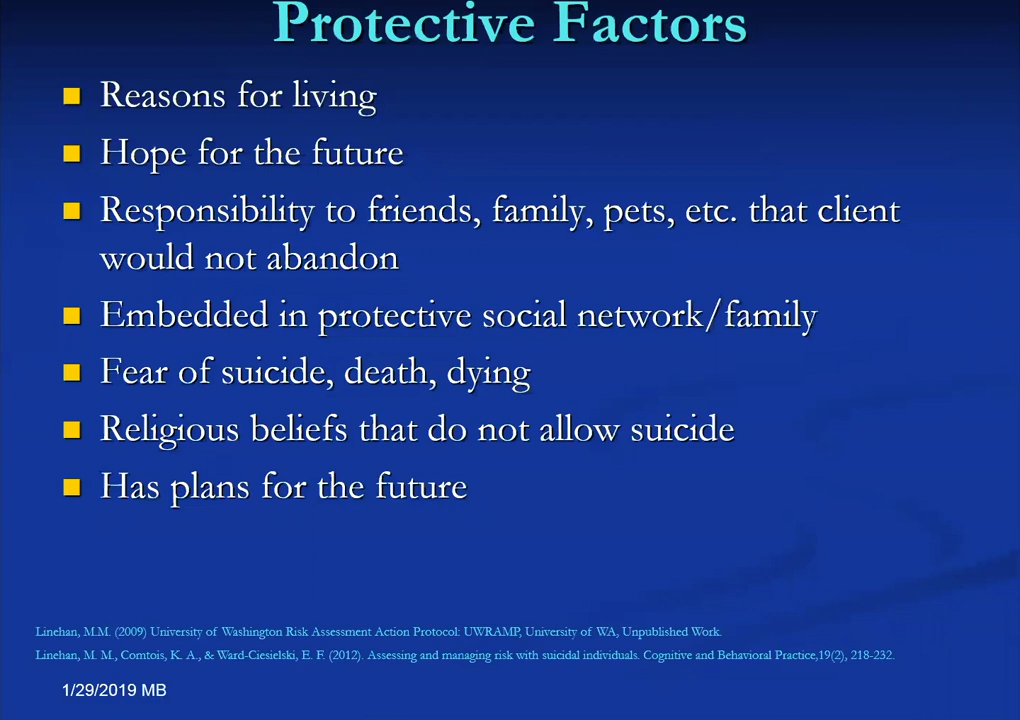 Protective Factors
Reasons for living
Hope for the future
Responsibility to friends, family, pets, etc. that client
would not abandon
Embedded in protective social network/family
Fear of suicide, death, dying
Religious beliefs that do not allow suicide
Has plans for the future
Linehan, M.M. (2009) University of Washington Risk Assessment Action Protocol: UWRAMP, University of WA, Unpublished Work.
Linehan, M. M., Comtois, K. A., & Ward-Ciesielski, E. F. (2012). Assessing and managing risk with suicidal individuals. Cognitive and Behavioral Practice,19(2), 218-232.
1/29/2019 MB